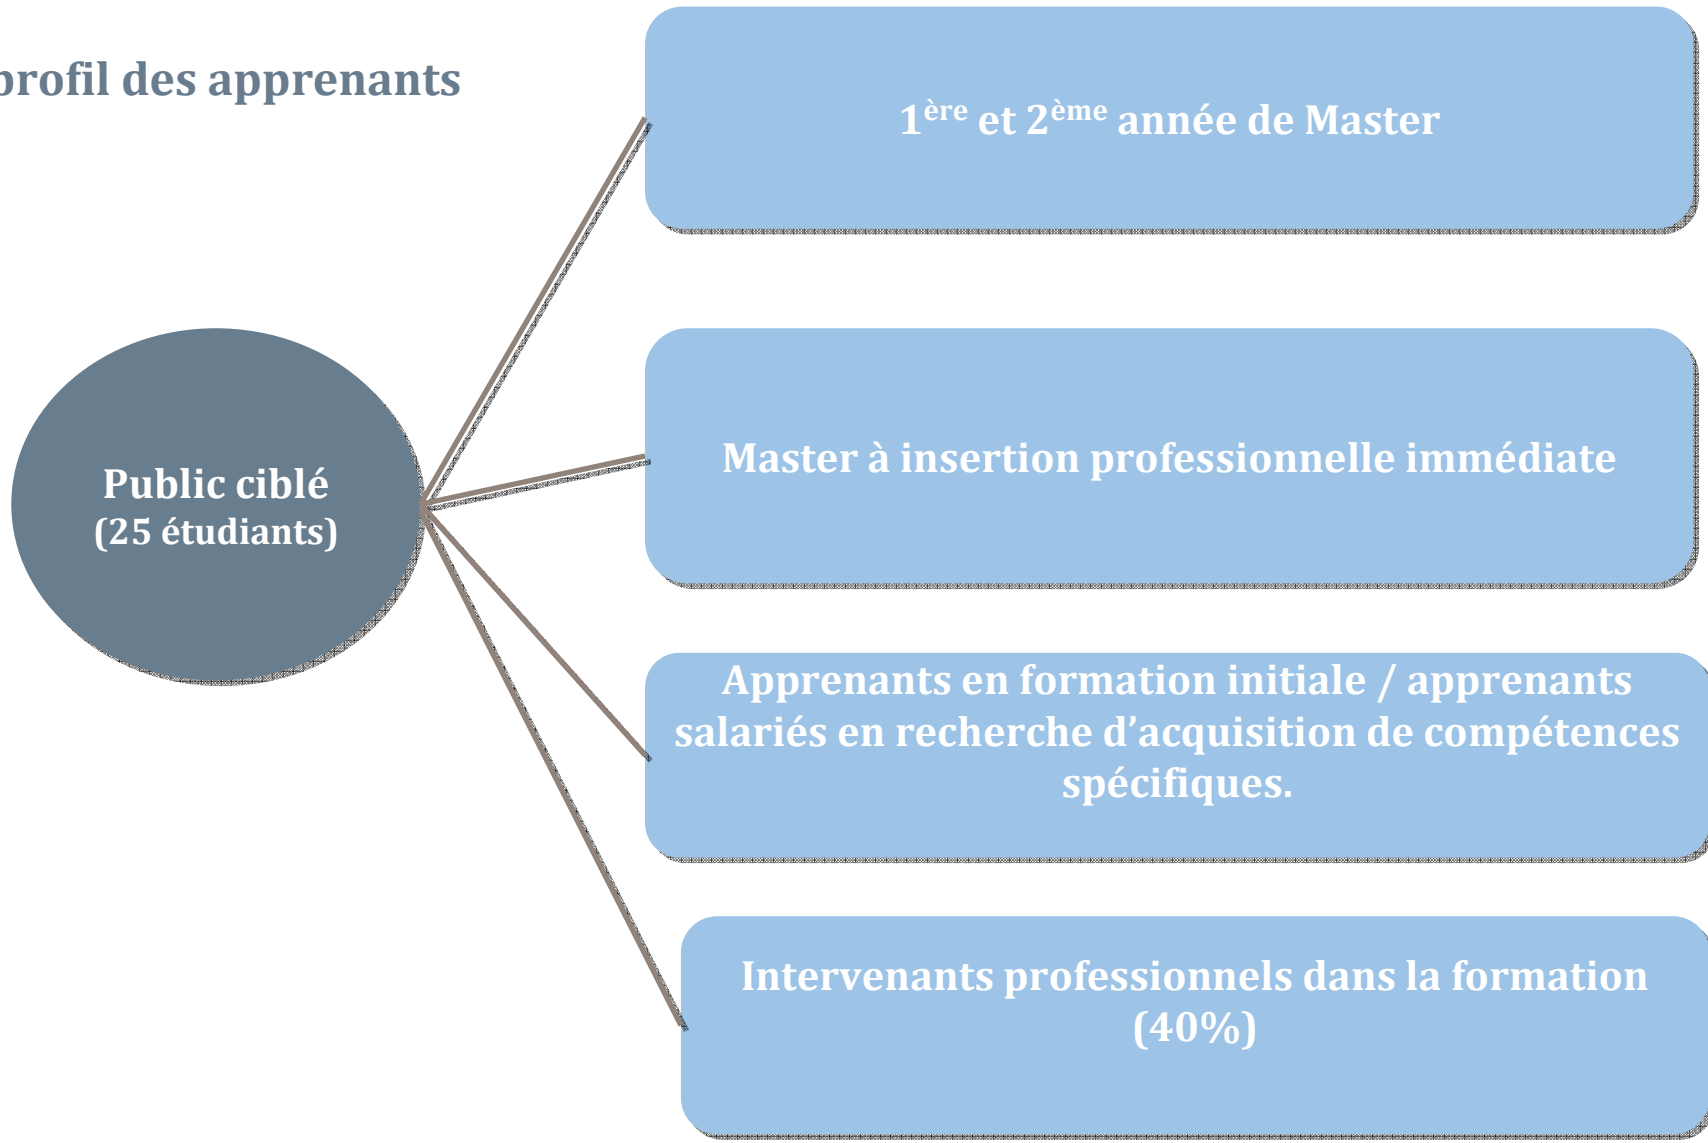 profil des apprenants
1ère et 2ème année de Master
Master à insertion professionnelle immédiate
Public ciblé
(25 étudiants)
Apprenants en formation initiale / apprenants
salariés en recherche d’acquisition de compétences
spécifiques.
Intervenants professionnels dans la formation
(40%)